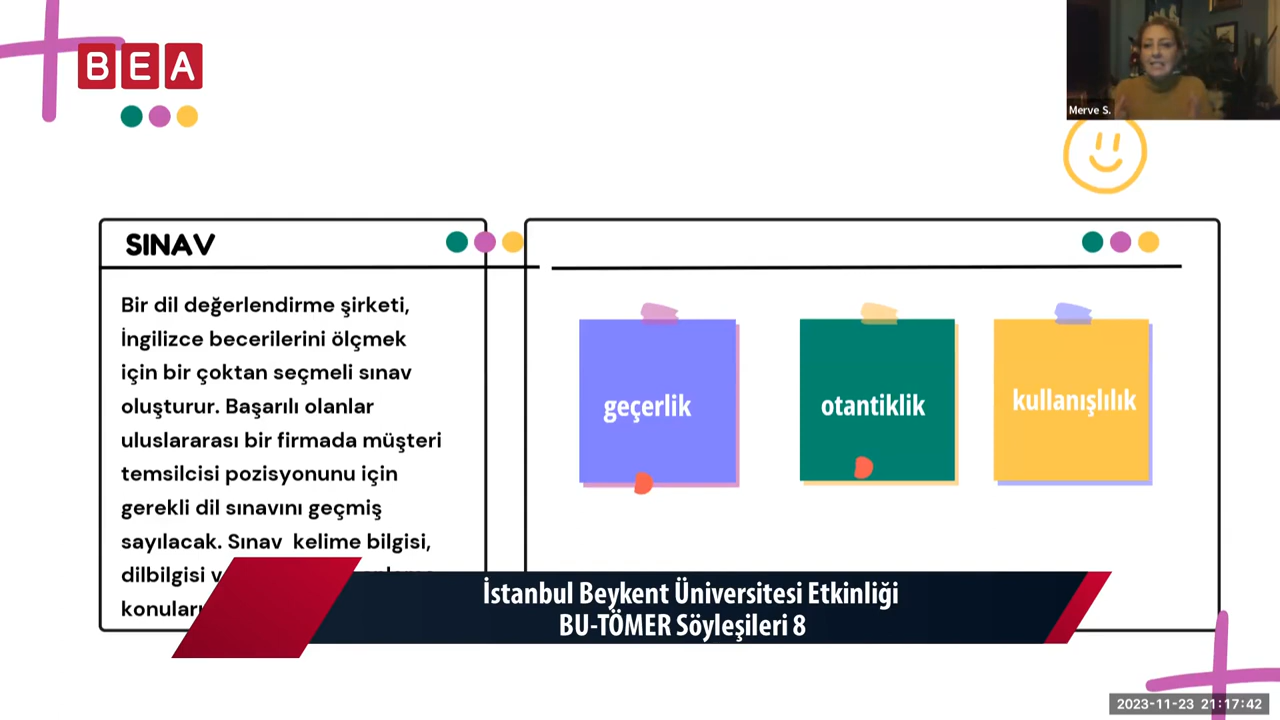 BEA
Merve S.
SINAV
Bir dil değerlendirme şirketi,
İngilizce becerilerini ölçmek
için bir çoktan seçmeli sınav
oluşturur. Başarılı olanlar
uluslararası bir firmada müşteri
temsilcisi pozisyonunu için
gerekli dil sınavını geçmiş
sayılacak. Sınav kelime bilgisi,
dilbilgisi
geçerlik
otantiklik
kullanışlılık
İstanbul Beykent Üniversitesi Etkinliği
BU-TÖMER Söyleşileri 8
2023-11-23 21:17:42